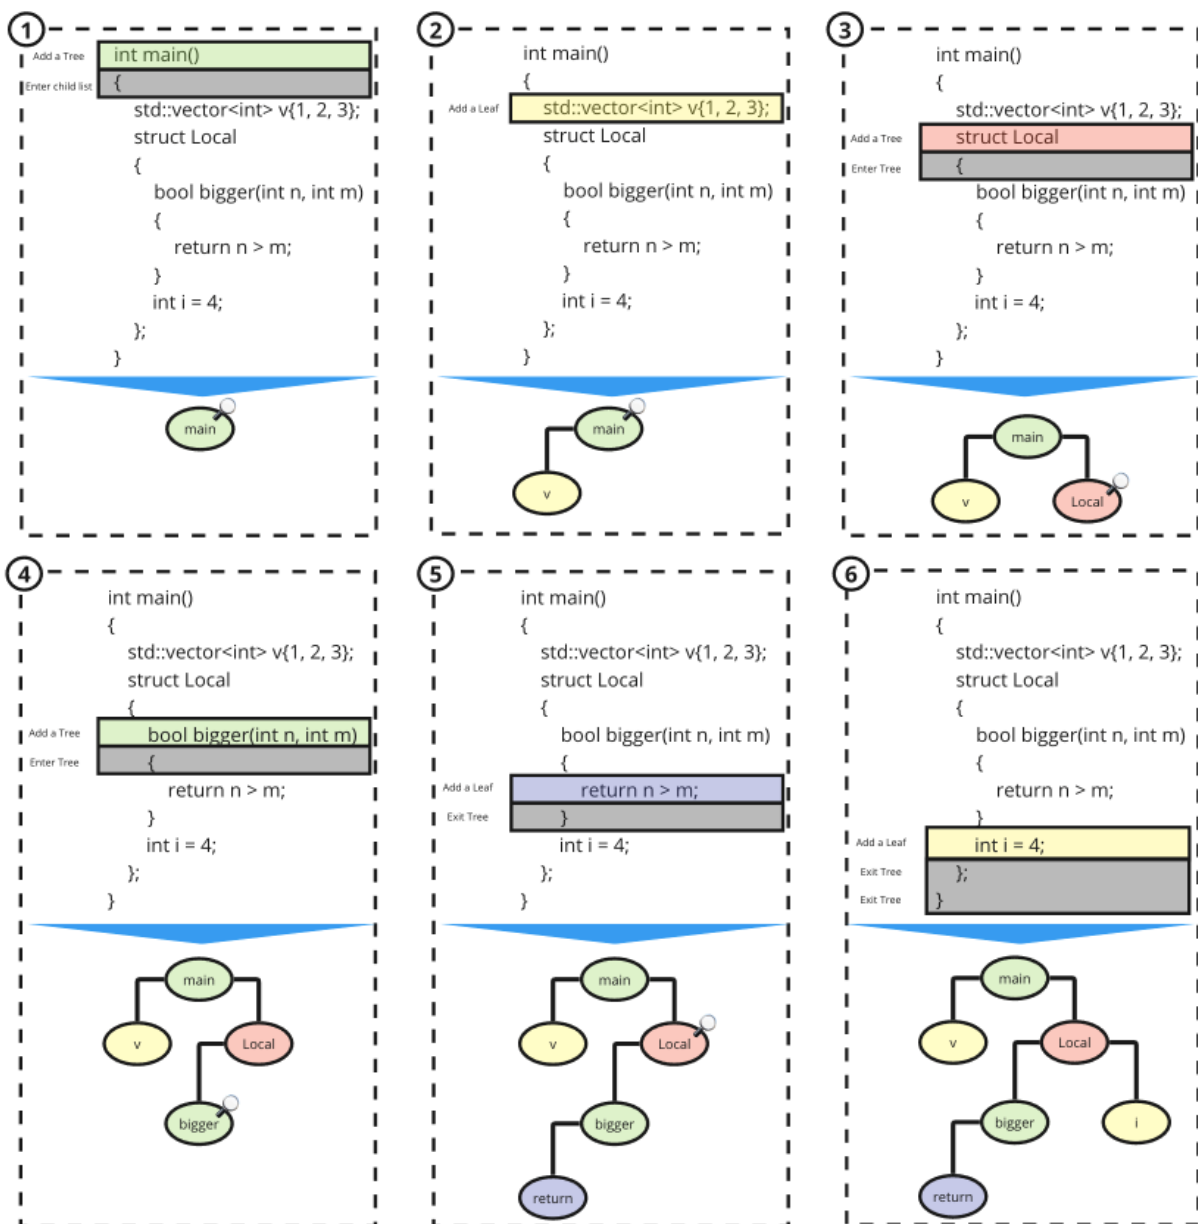 1
Add a Tree
int main()
Enter child list
{
std::vector<int> v{1, 2, 3};
struct Local
{
bool bigger(int n, int m)
{
return n > m;
}
int i = 4;
};
}
main
2
int main()
{
Add a Leaf
std::vector<int> v{1, 2, 3};
struct Local
{
bool bigger(int n, int m)
{
return n > m;
}
int i = 4;
};
}
main
v
3
int main()
{
std::vector<int> v{1, 2, 3};
Add a Tree
struct Local
Enter Tree
{
bool bigger(int n, int m)
{
return n > m;
}
int i = 4;
};
}
main
v
Local
4
int main()
{
std::vector<int> v{1, 2, 3};
struct Local
{
Add a Tree
bool bigger(int n, int m)
Enter Tree
{
return n > m;
}
int i = 4;
};
}
main
v
Local
bigger
5
int main()
{
std::vector<int> v{1, 2, 3};
struct Local
{
bool bigger(int n, int m)
{
Add a Leaf
return n > m;
Exit Tree
}
int i = 4;
};
}
main
v
Local
bigger
return
6
int main()
{
std::vector<int> v{1, 2, 3};
struct Local
{
bool bigger(int n, int m)
{
return n > m;
}
Add a Leaf
int i = 4;
Exit Tree
};
Exit Tree
}
main
v
Local
bigger
i
return